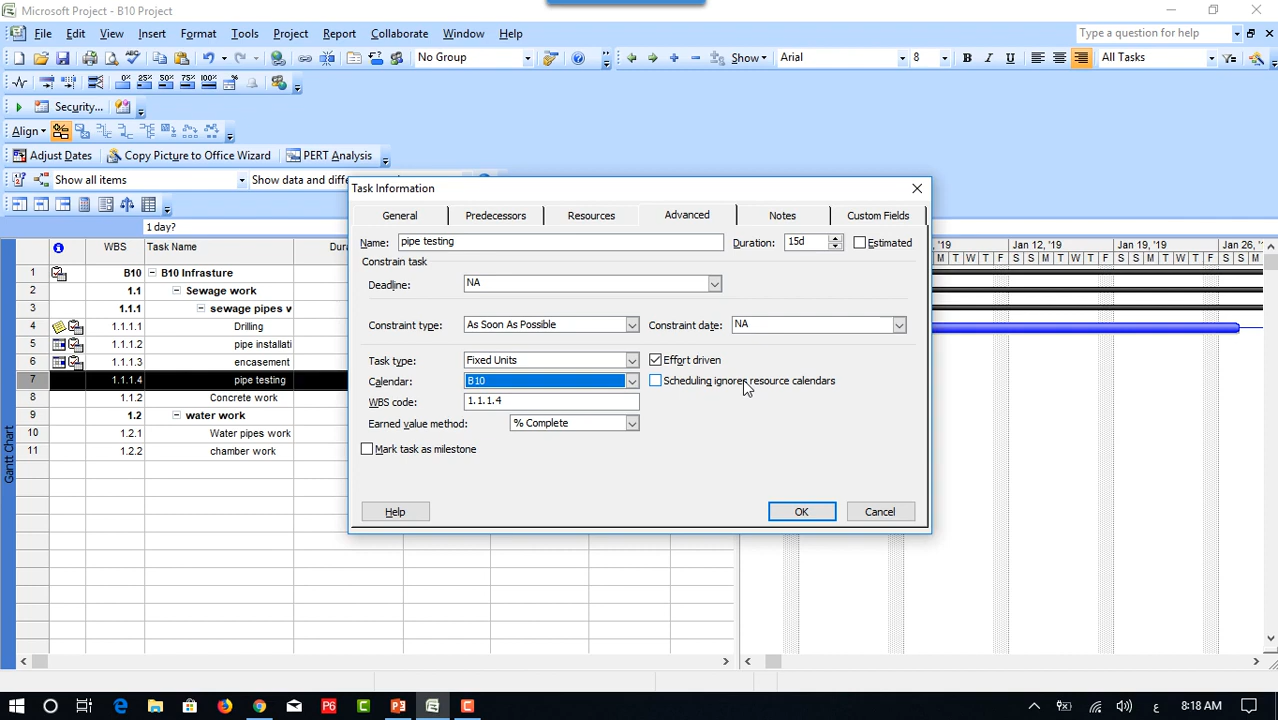 Microsoft Project - B10 Project
File Edit View Insert Format Tools Project Report Collaborate Window Help
Type a question for help
No Group
Show
Arial
8
All Tasks
0% 25% 50% 75% 100%
Security...
Align
Adjust Dates
Copy Picture to Office Wizard
PERT Analysis
Show all items
Show data and diffe
1 day?
WBS Task Name Dura
, '19 Jan 12, '19 Jan 19, '19 Jan 26, '19
M T W T F S S M T W T F S S M T W T F S S M T W
1 B10 B10 Infrasture
2 1.1 Sewage work
3 1.1.1 sewage pipes v
4 1.1.1.1 Drilling
5 1.1.1.2 pipe installati
6 1.1.1.3 encasement
7 1.1.1.4 pipe testing
8 1.1.2 Concrete work
9 1.2 water work
10 1.2.1 Water pipes work
11 1.2.2 chamber work
Gantt Chart
Task Information
General Predecessors Resources Advanced Notes Custom Fields
Name: pipe testing Duration: 15d Estimated
Constrain task
Deadline: NA
Constraint type: As Soon As Possible Constraint date: NA
Task type: Fixed Units Effort driven
Calendar: B10 Scheduling ignores resource calendars
WBS code: 1.1.1.4
Earned value method: % Complete
Mark task as milestone
Help OK Cancel
P6
ع
8:18 AM